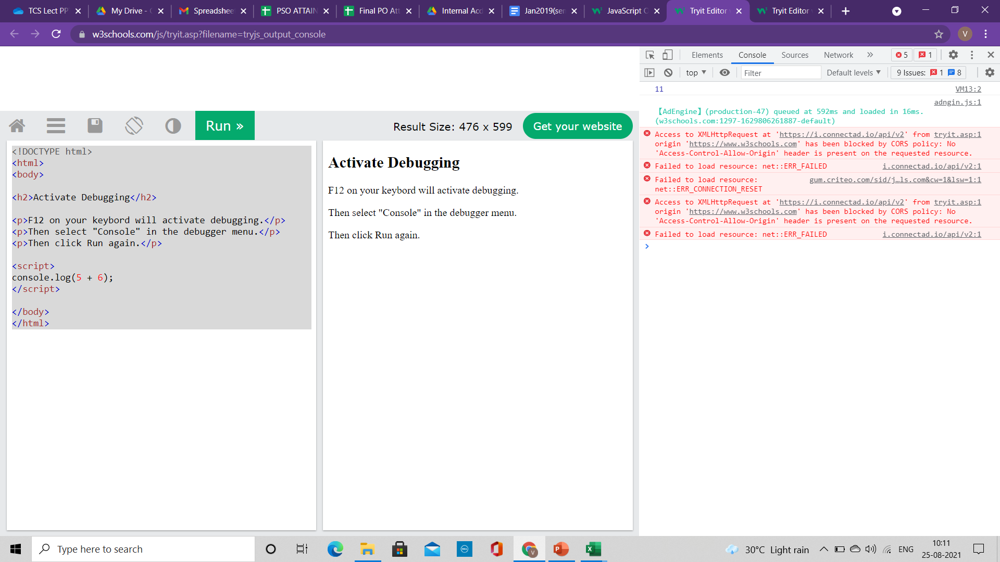 TCS Lect PP
My Drive -
Spreadshee
PSO ATTAIN
Final PO Att
Internal Acc
Jan2019(ser
JavaScript
Tryit Editor
Tryit Editor
w3schools.com/js/tryit.asp?filename=tryjs_output_console
V
Elements
Console
Sources
Network
5
1
top
Filter
Default levels
9 Issues: 1 8
Run »
Result Size: 476 x 599
Get your website
<!DOCTYPE html>
<html>
<body>
<h2>Activate Debugging</h2>
<p>F12 on your keybord will activate debugging.</p>
<p>Then select "Console" in the debugger menu.</p>
<p>Then click Run again.</p>
<script>
console.log(5 + 6);
</script>
</body>
</html>
Activate Debugging
F12 on your keybord will activate debugging.
Then select "Console" in the debugger menu.
Then click Run again.
11 VM13:2
adngin.js:1
【AdEngine】(production-47) queued at 592ms and loaded in 16ms.
(w3schools.com:1297-1629806261887-default)
Access to XMLHttpRequest at 'https://i.connectad.io/api/v2' from tryit.asp:1
origin 'https://www.w3schools.com' has been blocked by CORS policy: No
'Access-Control-Allow-Origin' header is present on the requested resource.
Failed to load resource: net::ERR_FAILED i.connectad.io/api/v2:1
Failed to load resource: gum.criteo.com/sid/j…ls.com&cw=1&lsw=1:1
net::ERR_CONNECTION_RESET
Access to XMLHttpRequest at 'https://i.connectad.io/api/v2' from tryit.asp:1
origin 'https://www.w3schools.com' has been blocked by CORS policy: No
'Access-Control-Allow-Origin' header is present on the requested resource.
Failed to load resource: net::ERR_FAILED i.connectad.io/api/v2:1
Type here to search
30°C Light rain
ENG
10:11
25-08-2021